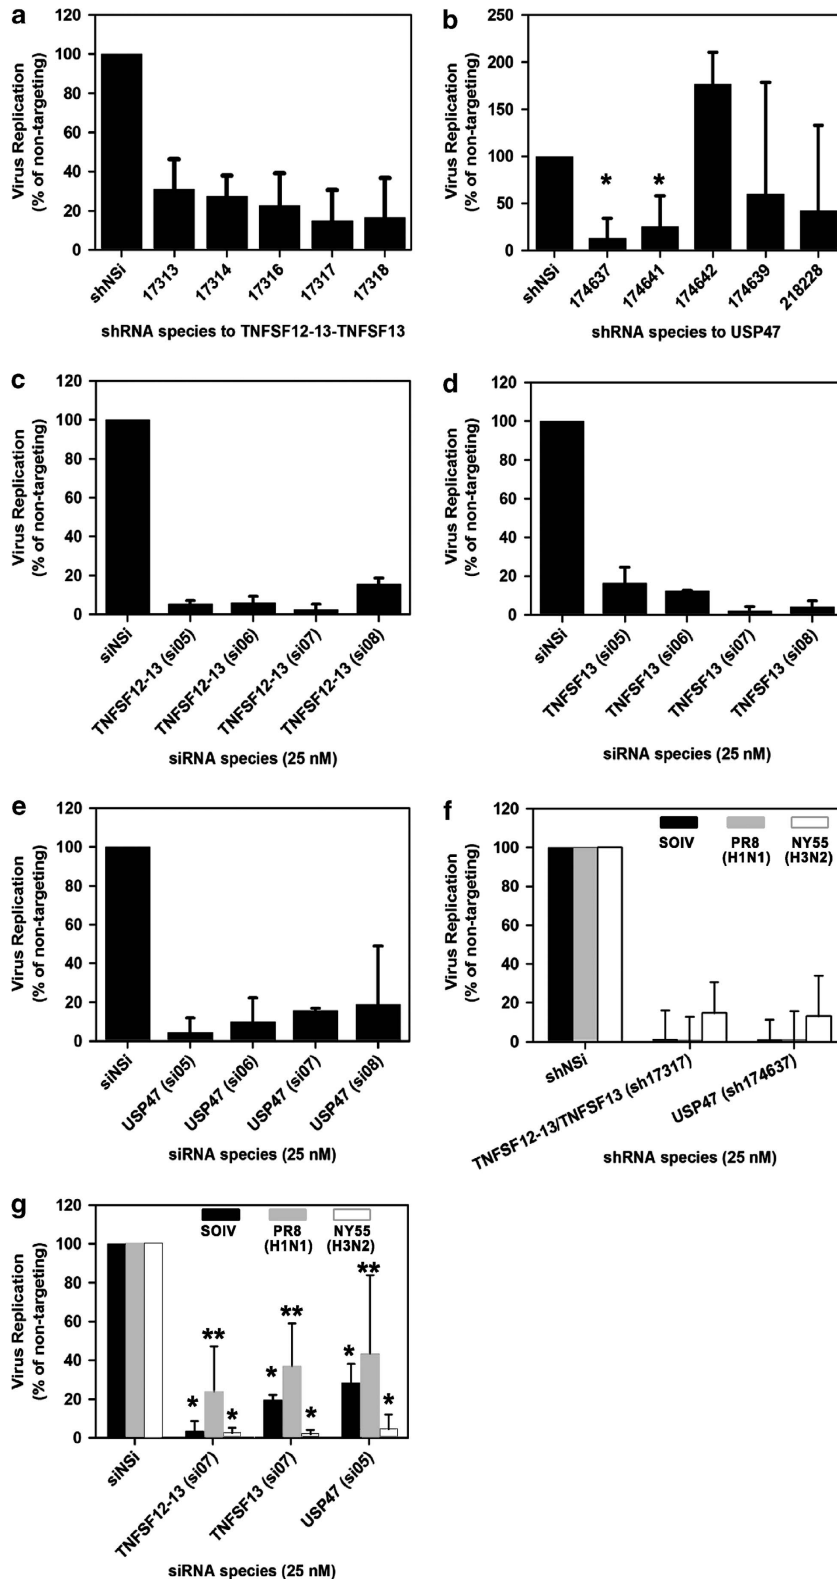 a
Virus Replication
(% of non-targeting)
120
100
80
60
40
20
0
shNSi
17313
17314
17316
17317
17318
shRNA species to TNFSF12-13-TNFSF13
b
Virus Replication
(% of non-targeting)
250
200
150
100
50
0
*
*
shNSi
174637
174641
174642
174639
218228
shRNA species to USP47
c
Virus Replication
(% of non-targeting)
120
100
80
60
40
20
0
siNSi
TNFSF12-13 (si05)
TNFSF12-13 (si06)
TNFSF12-13 (si07)
TNFSF12-13 (si08)
siRNA species (25 nM)
d
Virus Replication
(% of non-targeting)
120
100
80
60
40
20
0
siNSi
TNFSF13 (si05)
TNFSF13 (si06)
TNFSF13 (si07)
TNFSF13 (si08)
siRNA species (25 nM)
e
Virus Replication
(% of non-targeting)
120
100
80
60
40
20
0
siNSi
USP47 (si05)
USP47 (si06)
USP47 (si07)
USP47 (si08)
siRNA species (25 nM)
f
Virus Replication
(% of non-targeting)
120
100
80
60
40
20
0
SOIV
PR8
(H1N1)
NY55
(H3N2)
shNSi
TNFSF12-13/TNFSF13 (sh17317)
USP47 (sh174637)
shRNA species (25 nM)
g
Virus Replication
(% of non-targeting)
120
100
80
60
40
20
0
SOIV
PR8
(H1N1)
NY55
(H3N2)
*
**
*
*
**
*
*
**
*
siNSi
TNFSF12-13 (si07)
TNFSF13 (si07)
USP47 (si05)
siRNA species (25 nM)